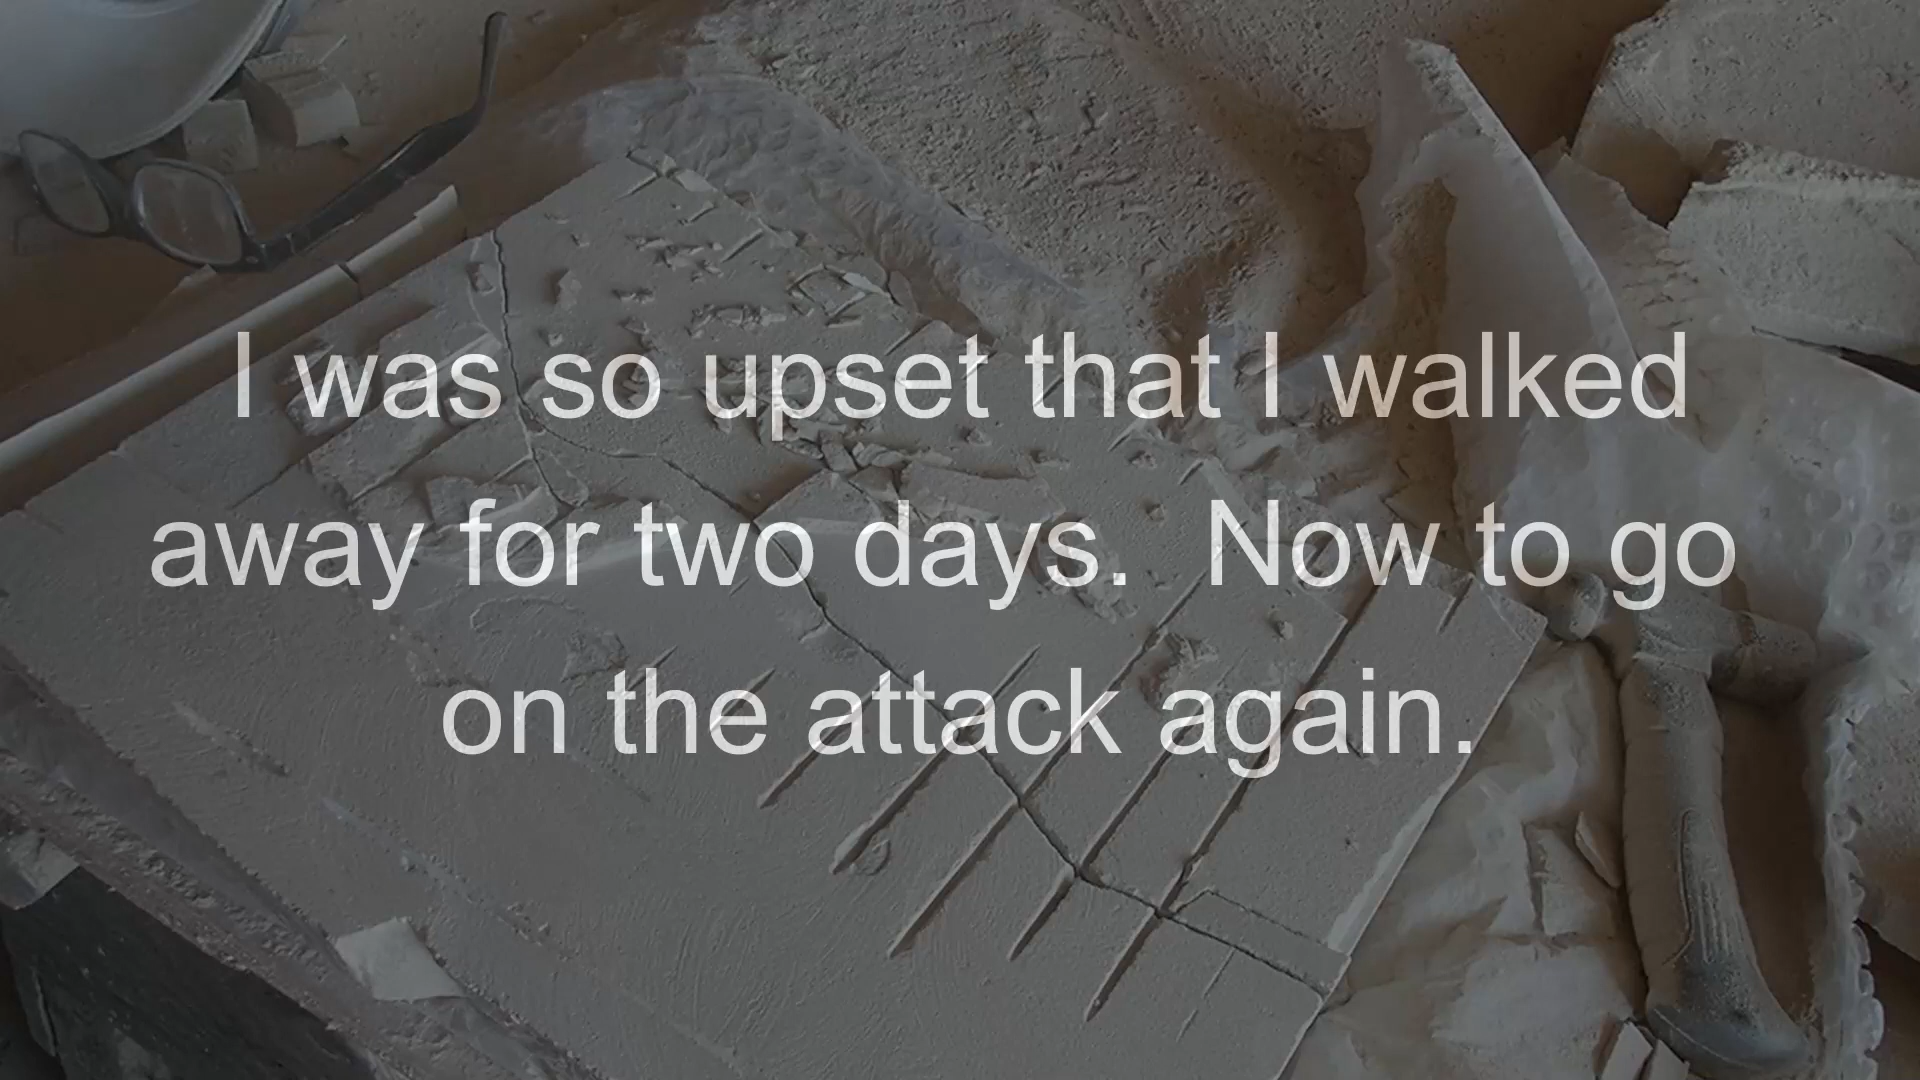 I was so upset that I walked
away for two days.  Now to go
on the attack again.